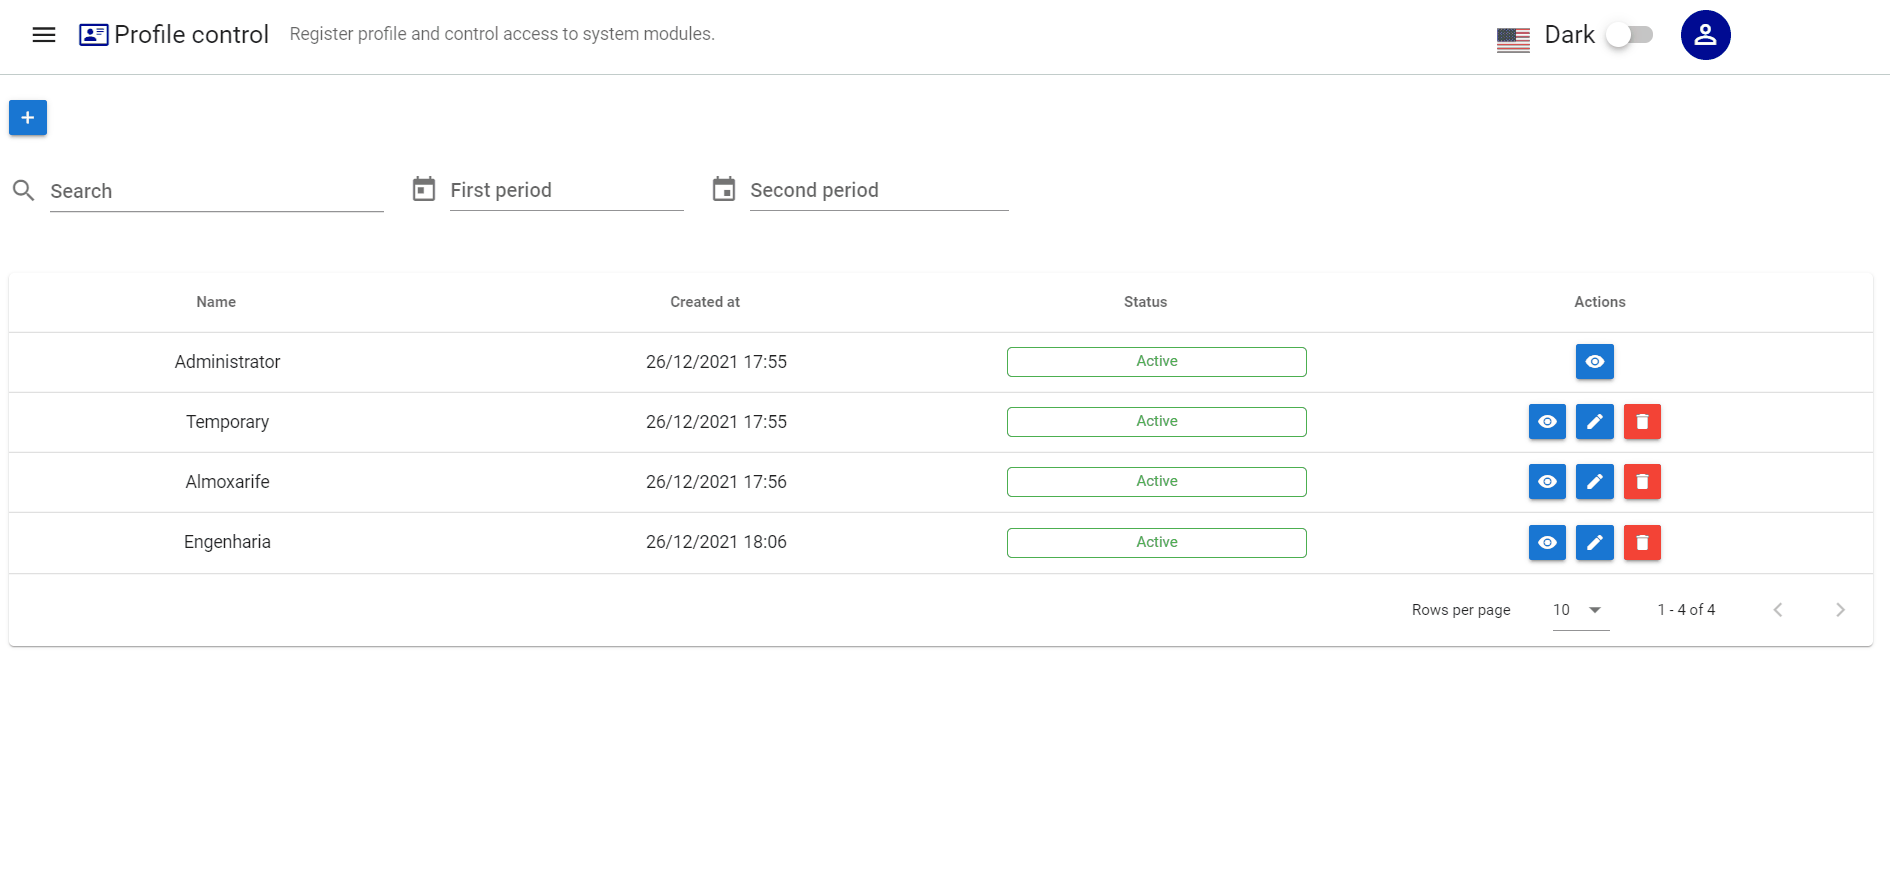 Profile control Register profile and control access to system modules. Dark
+
Search First period Second period
Name Created at Status Actions
Administrator 26/12/2021 17:55 Active
Temporary 26/12/2021 17:55 Active
Almoxarife 26/12/2021 17:56 Active
Engenharia 26/12/2021 18:06 Active
Rows per page 10 1 - 4 of 4